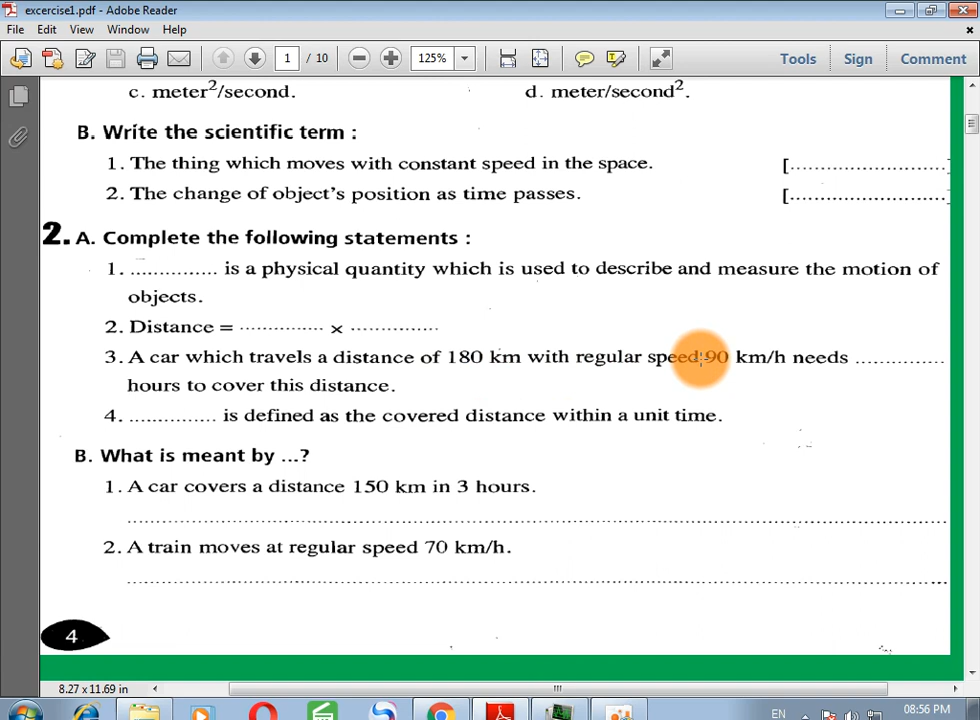 excercise1.pdf - Adobe Reader
File Edit View Window Help
1 / 10 125% Tools Sign Comment
c. meter²/second. d. meter/second².
B. Write the scientific term :
1. The thing which moves with constant speed in the space. [..........................]
2. The change of object's position as time passes. [..........................]
2. A. Complete the following statements :
1. ............... is a physical quantity which is used to describe and measure the motion of
objects.
2. Distance = ............... × ...............
3. A car which travels a distance of 180 km with regular speed 90 km/h needs ...............
hours to cover this distance.
4. ............... is defined as the covered distance within a unit time.
B. What is meant by ...?
1. A car covers a distance 150 km in 3 hours.
2. A train moves at regular speed 70 km/h.
4
8.27 x 11.69 in
EN 08:56 PM